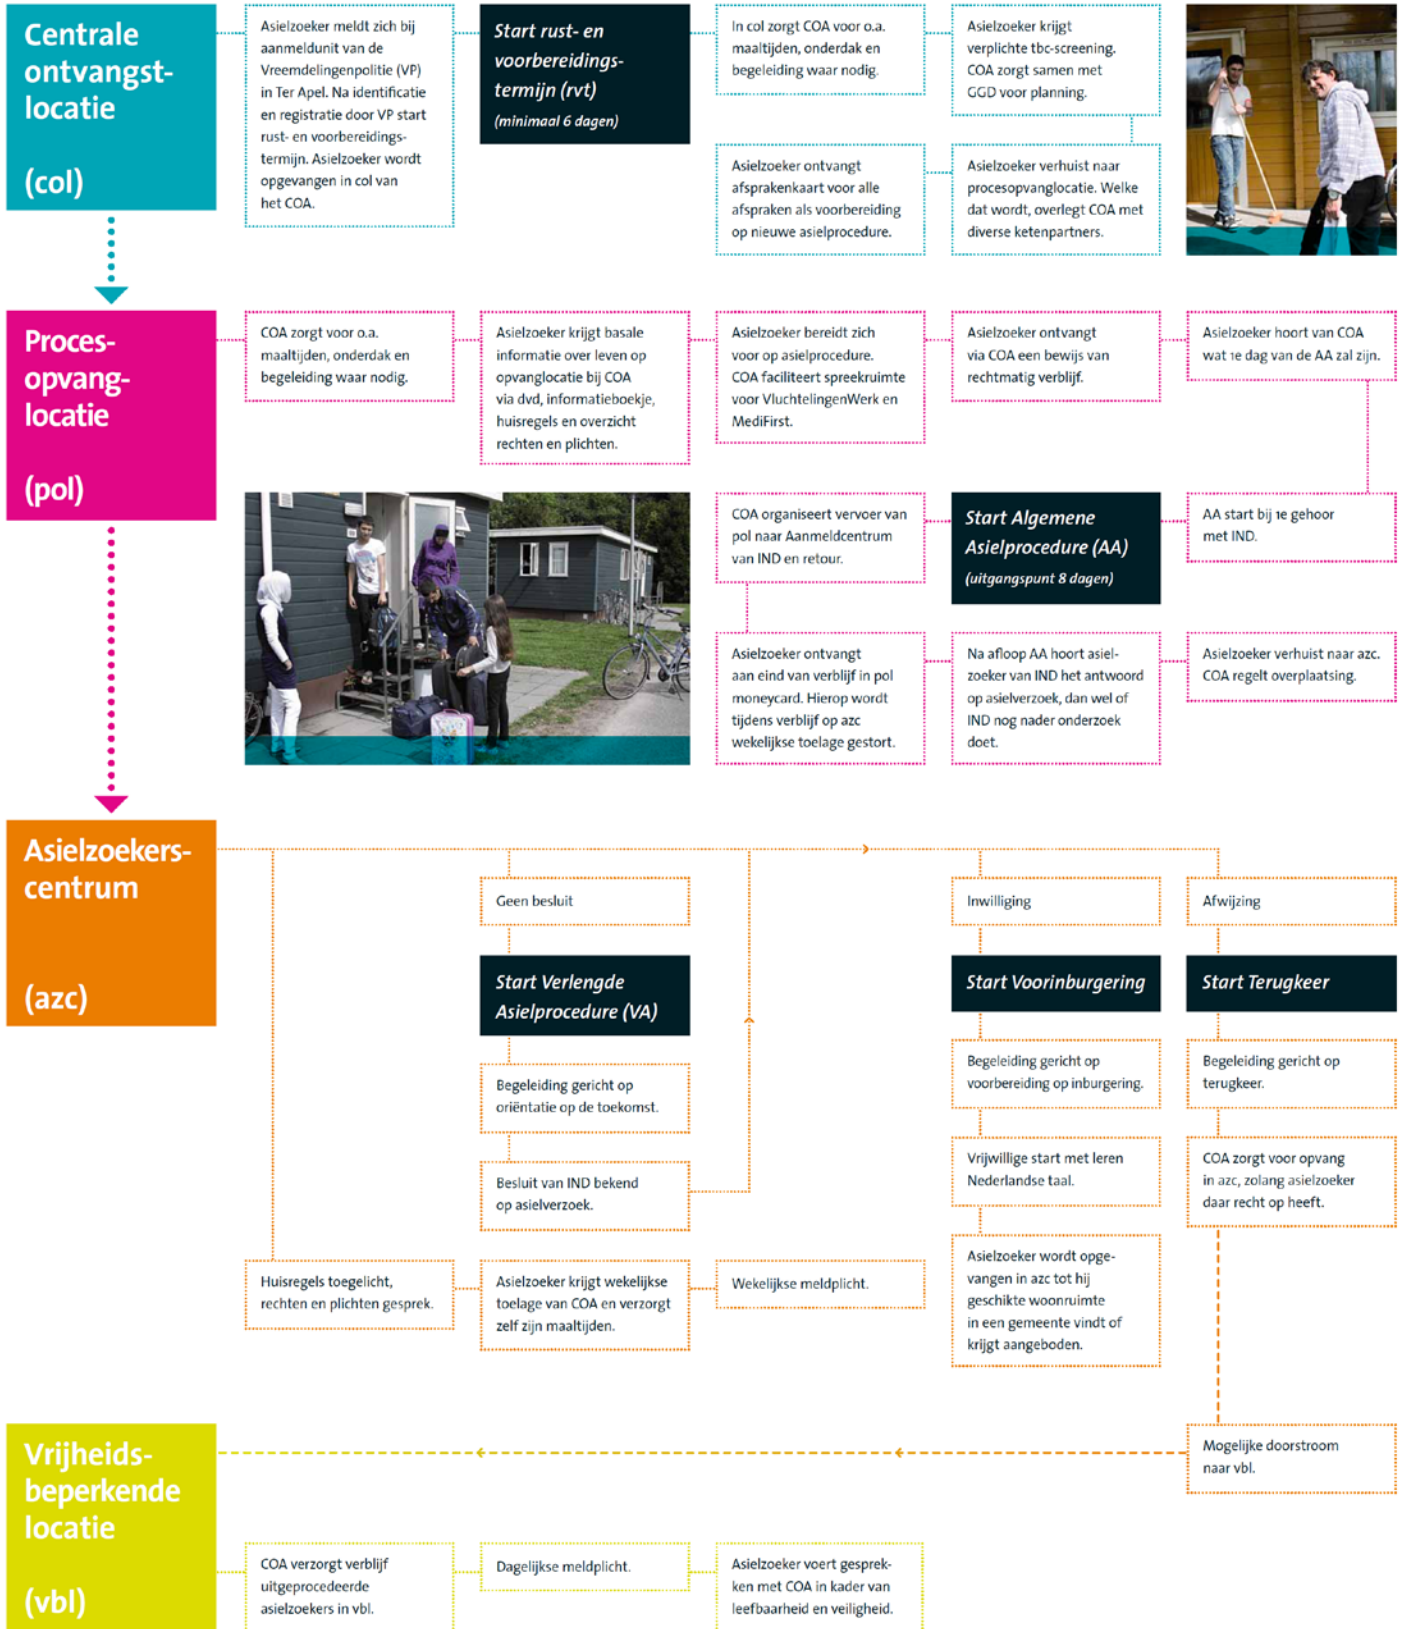 Centrale
ontvangst-
locatie
(col)
Asielzoeker meldt zich bij
aanmeldunit van de
Vreemdelingenpolitie (VP)
in Ter Apel. Na identificatie
en registratie door VP start
rust- en voorbereidings-
termijn. Asielzoeker wordt
opgevangen in col van
het COA.
Start rust- en
voorbereidings-
termijn (rvt)
(minimaal 6 dagen)
In col zorgt COA voor o.a.
maaltijden, onderdak en
begeleiding waar nodig.
Asielzoeker krijgt
verplichte tbc-screening.
COA zorgt samen met
GGD voor planning.
Asielzoeker ontvangt
afsprakenkaart voor alle
afspraken als voorbereiding
op nieuwe asielprocedure.
Asielzoeker verhuist naar
procesopvanglocatie. Welke
dat wordt, overlegt COA met
diverse ketenpartners.
Proces-
opvang-
locatie
(pol)
COA zorgt voor o.a.
maaltijden, onderdak en
begeleiding waar nodig.
Asielzoeker krijgt basale
informatie over leven op
opvanglocatie bij COA
via dvd, informatieboekje,
huisregels en overzicht
rechten en plichten.
Asielzoeker bereidt zich
voor op asielprocedure.
COA faciliteert spreekruimte
voor VluchtelingenWerk en
MediFirst.
Asielzoeker ontvangt
via COA een bewijs van
rechtmatig verblijf.
Asielzoeker hoort van COA
wat 1e dag van de AA zal zijn.
COA organiseert vervoer van
pol naar Aanmeldcentrum
van IND en retour.
Start Algemene
Asielprocedure (AA)
(uitgangspunt 8 dagen)
AA start bij 1e gehoor
met IND.
Asielzoeker ontvangt
aan eind van verblijf in pol
moneycard. Hierop wordt
tijdens verblijf op azc
wekelijkse toelage gestort.
Na afloop AA hoort asiel-
zoeker van IND het antwoord
op asielverzoek, dan wel of
IND nog nader onderzoek
doet.
Asielzoeker verhuist naar azc.
COA regelt overplaatsing.
Asielzoekers-
centrum
(azc)
Geen besluit
Inwilliging
Afwijzing
Start Verlengde
Asielprocedure (VA)
Start Voorinburgering
Start Terugkeer
Begeleiding gericht op
oriëntatie op de toekomst.
Begeleiding gericht op
voorbereiding op inburgering.
Begeleiding gericht op
terugkeer.
Besluit van IND bekend
op asielverzoek.
Vrijwillige start met leren
Nederlandse taal.
COA zorgt voor opvang
in azc, zolang asielzoeker
daar recht op heeft.
Huisregels toegelicht,
rechten en plichten gesprek.
Asielzoeker krijgt wekelijkse
toelage van COA en verzorgt
zelf zijn maaltijden.
Wekelijkse meldplicht.
Asielzoeker wordt opge-
vangen in azc tot hij
geschikte woonruimte
in een gemeente vindt of
krijgt aangeboden.
Vrijheids-
beperkende
locatie
(vbl)
Mogelijke doorstroom
naar vbl.
COA verzorgt verblijf
uitgeprocedeerde
asielzoekers in vbl.
Dagelijkse meldplicht.
Asielzoeker voert gesprek-
ken met COA in kader van
leefbaarheid en veiligheid.